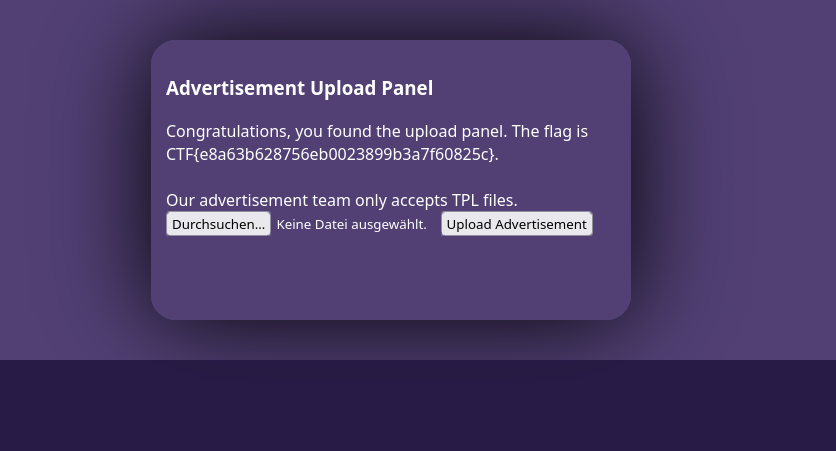 Advertisement Upload Panel
Congratulations, you found the upload panel. The flag is
CTF{e8a63b628756eb0023899b3a7f60825c}.
Our advertisement team only accepts TPL files.
Durchsuchen... Keine Datei ausgewählt. Upload Advertisement